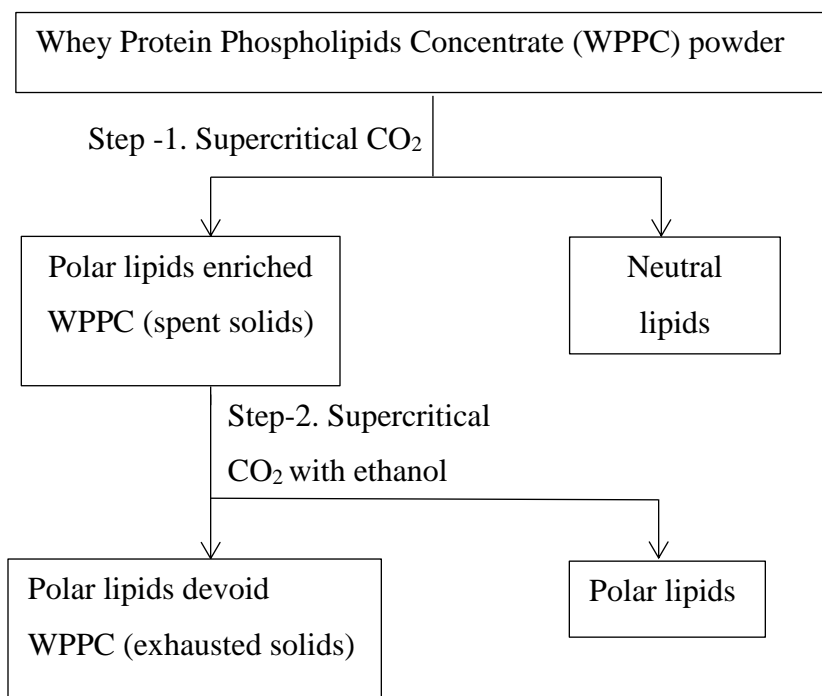 Whey Protein Phospholipids Concentrate (WPPC) powder
Step -1. Supercritical CO₂
Polar lipids enriched
WPPC (spent solids)
Neutral
lipids
Step-2. Supercritical
CO₂ with ethanol
Polar lipids devoid
WPPC (exhausted solids)
Polar lipids